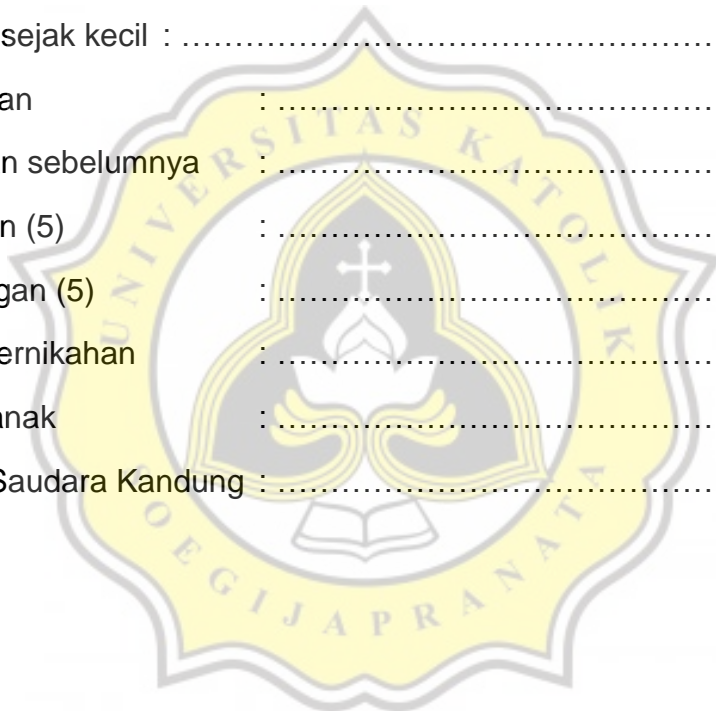 sejak kecil : ……………………………………………
an : ……………………………………
n sebelumnya : ……………………………………
n (5) : ……………………………………
gan (5) : ……………………………………
ernikahan : ……………………………………
anak : ……………………………………
Saudara Kandung : ……………………………………
UNIVERSITAS KATOLIK
SOEGIJAPRANATA